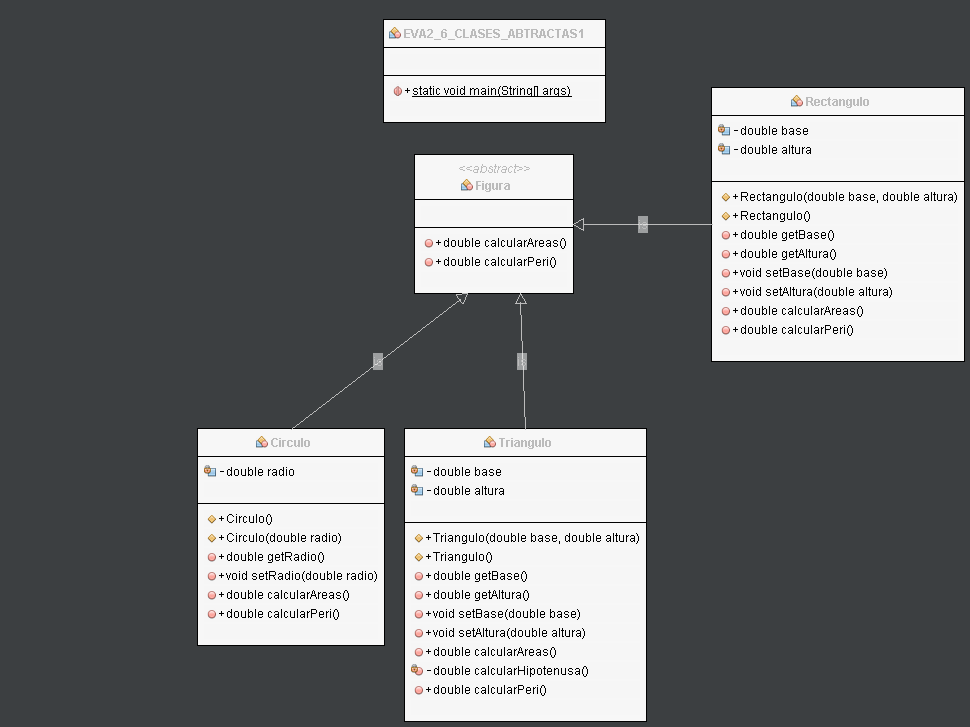 EVA2_6_CLASES_ABTRACTAS1
+static void main(String[] args)
<<abstract>>
Figura
+double calcularAreas()
+double calcularPeri()
Rectangulo
-double base
-double altura
+Rectangulo(double base, double altura)
+Rectangulo()
+double getBase()
+double getAltura()
+void setBase(double base)
+void setAltura(double altura)
+double calcularAreas()
+double calcularPeri()
Circulo
-double radio
+Circulo()
+Circulo(double radio)
+double getRadio()
+void setRadio(double radio)
+double calcularAreas()
+double calcularPeri()
Triangulo
-double base
-double altura
+Triangulo(double base, double altura)
+Triangulo()
+double getBase()
+double getAltura()
+void setBase(double base)
+void setAltura(double altura)
+double calcularAreas()
-double calcularHipotenusa()
+double calcularPeri()